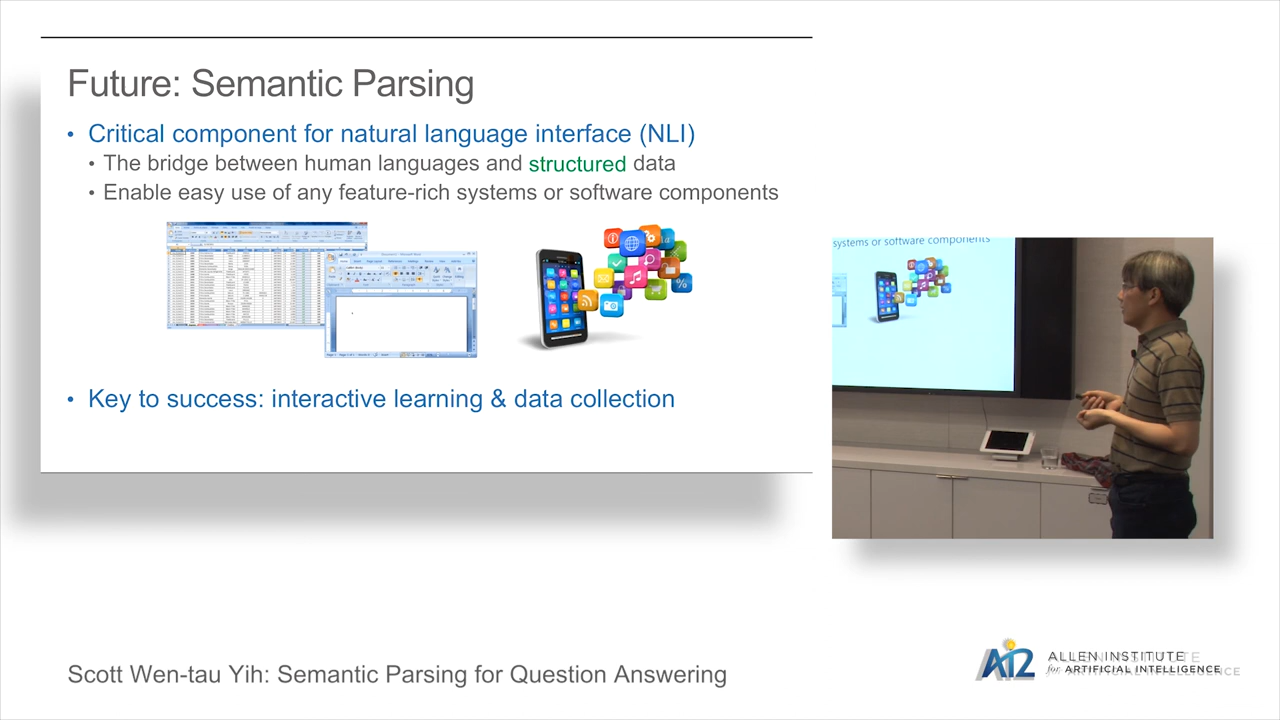 Future: Semantic Parsing
• Critical component for natural language interface (NLI)
• The bridge between human languages and structured data
• Enable easy use of any feature-rich systems or software components
systems or software components
• Key to success: interactive learning & data collection
Scott Wen-tau Yih: Semantic Parsing for Question Answering
AI2
ALLEN INSTITUTE
for ARTIFICIAL INTELLIGENCE